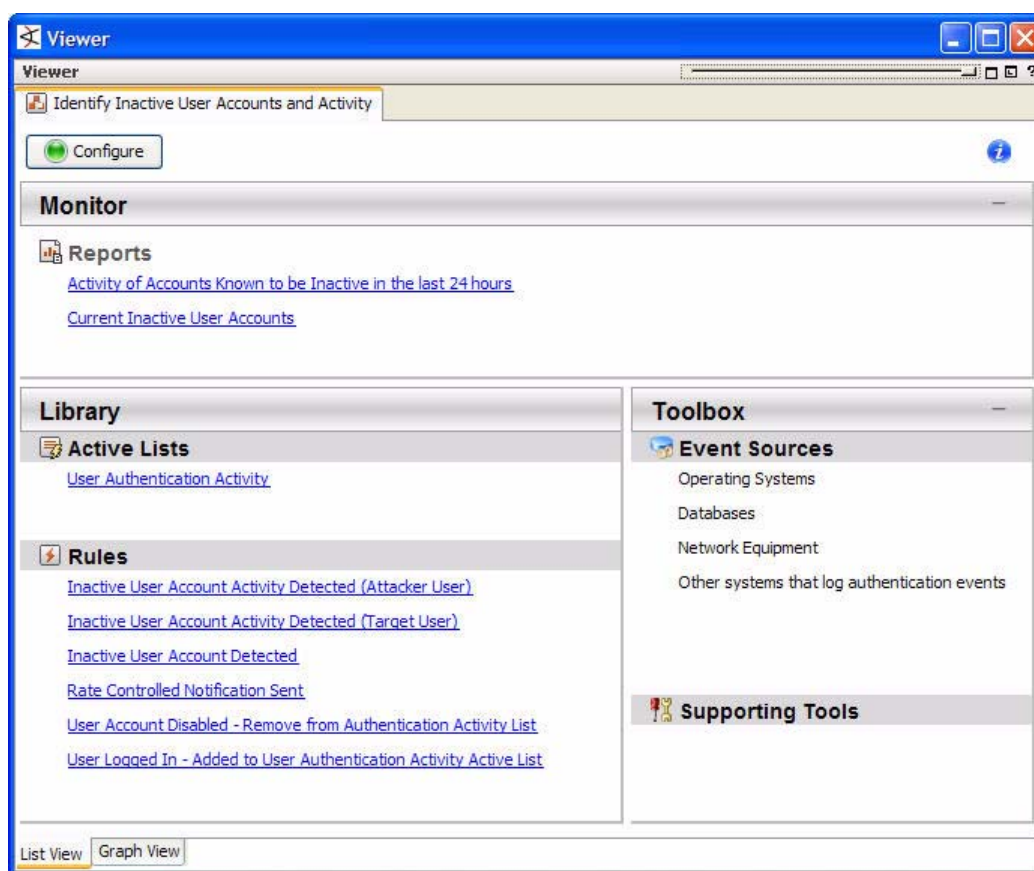 Viewer
Viewer
Identify Inactive User Accounts and Activity
Configure
Monitor
Reports
Activity of Accounts Known to be Inactive in the last 24 hours
Current Inactive User Accounts
Library
Active Lists
User Authentication Activity
Rules
Inactive User Account Activity Detected (Attacker User)
Inactive User Account Activity Detected (Target User)
Inactive User Account Detected
Rate Controlled Notification Sent
User Account Disabled - Remove from Authentication Activity List
User Logged In - Added to User Authentication Activity Active List
Toolbox
Event Sources
Operating Systems
Databases
Network Equipment
Other systems that log authentication events
Supporting Tools
List View
Graph View